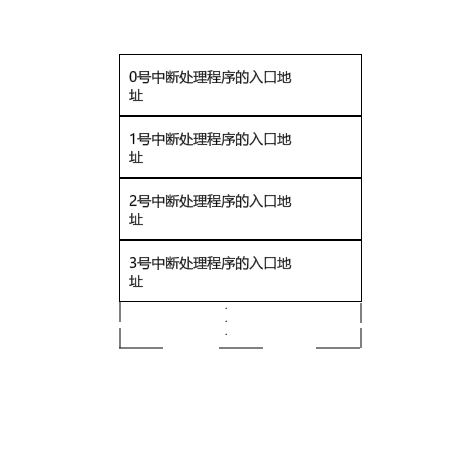 0号中断处理程序的入口地
址
1号中断处理程序的入口地
址
2号中断处理程序的入口地
址
3号中断处理程序的入口地
址